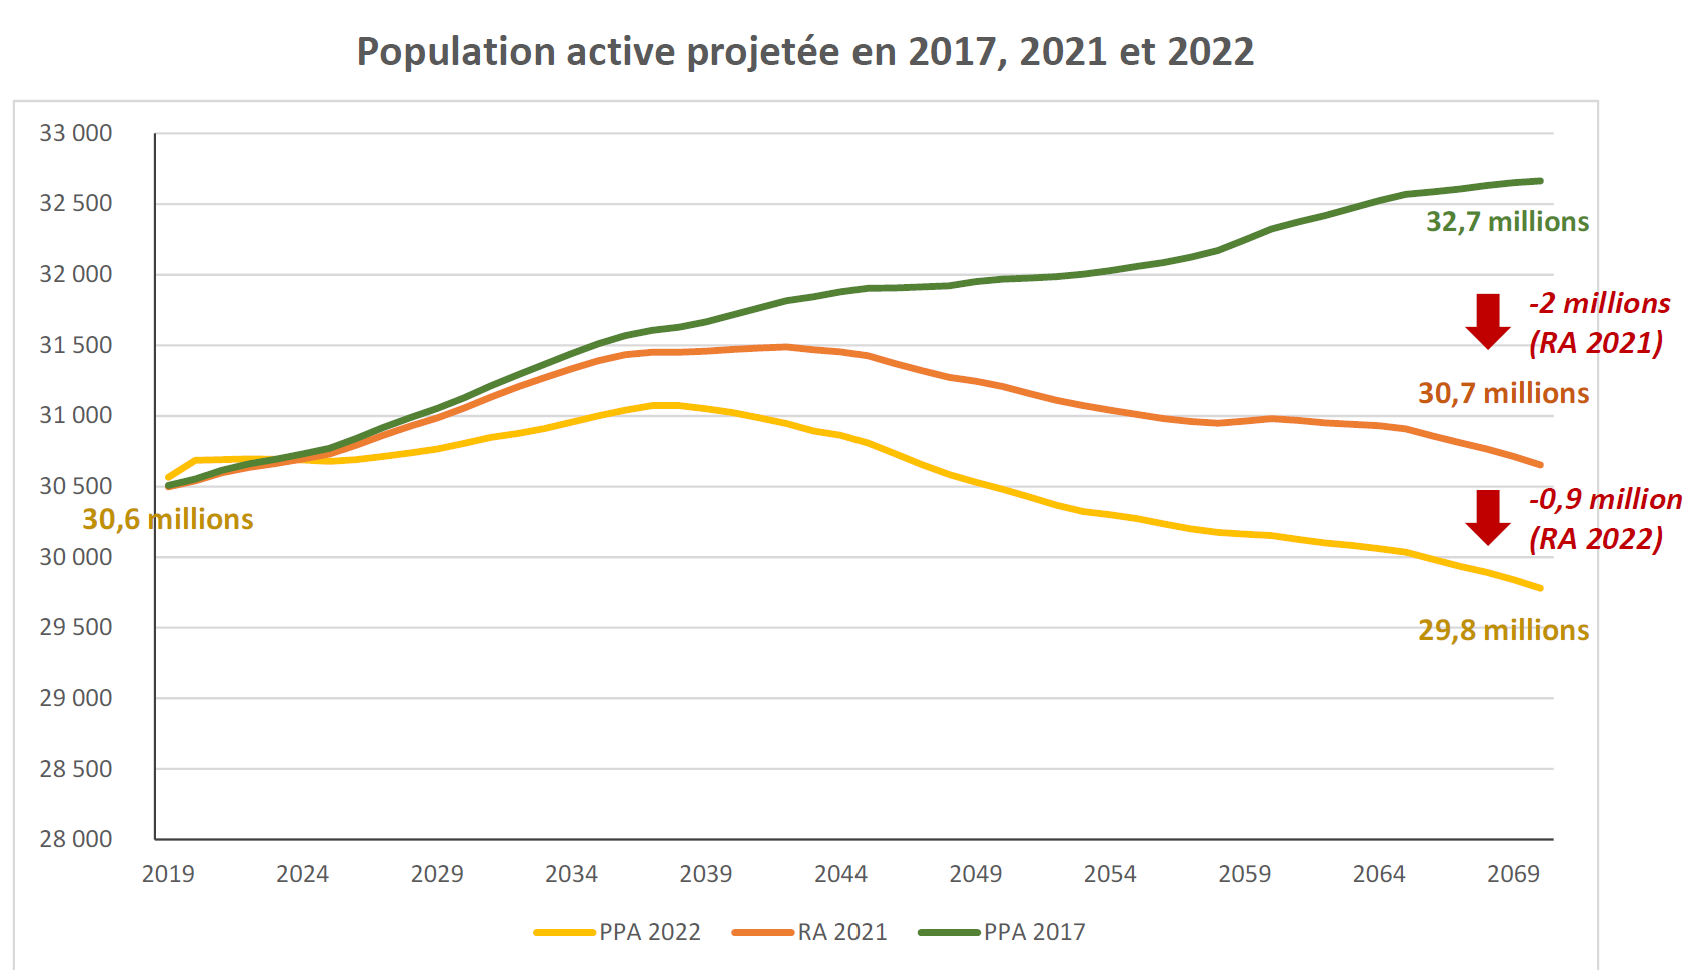 Population active projetée en 2017, 2021 et 2022
33 000
32 500
32,7 millions
32 000
-2 millions
(RA 2021)
31 500
30,7 millions
31 000
30 500
-0,9 million
(RA 2022)
30,6 millions
30 000
29 500
29,8 millions
29 000
28 500
28 000
2019 2024 2029 2034 2039 2044 2049 2054 2059 2064 2069
PPA 2022 RA 2021 PPA 2017